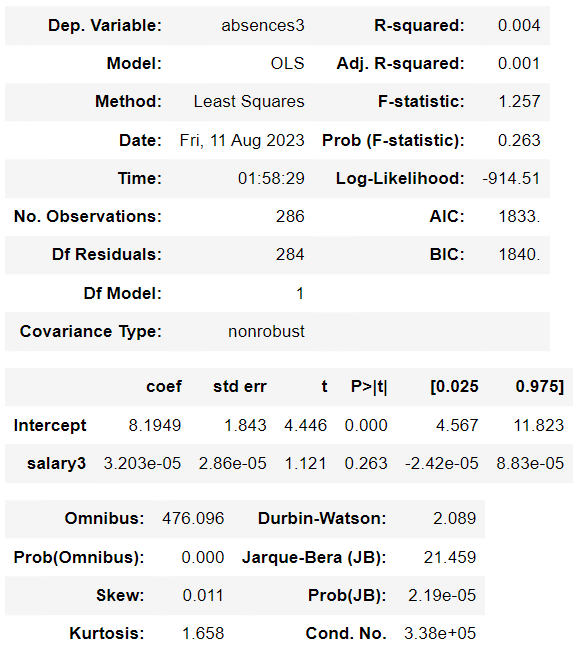 Dep. Variable: absences3 R-squared: 0.004
Model: OLS Adj. R-squared: 0.001
Method: Least Squares F-statistic: 1.257
Date: Fri, 11 Aug 2023 Prob (F-statistic): 0.263
Time: 01:58:29 Log-Likelihood: -914.51
No. Observations: 286 AIC: 1833.
Df Residuals: 284 BIC: 1840.
Df Model: 1
Covariance Type: nonrobust
coef std err t P>|t| [0.025 0.975]
Intercept 8.1949 1.843 4.446 0.000 4.567 11.823
salary3 3.203e-05 2.86e-05 1.121 0.263 -2.42e-05 8.83e-05
Omnibus: 476.096 Durbin-Watson: 2.089
Prob(Omnibus): 0.000 Jarque-Bera (JB): 21.459
Skew: 0.011 Prob(JB): 2.19e-05
Kurtosis: 1.658 Cond. No. 3.38e+05